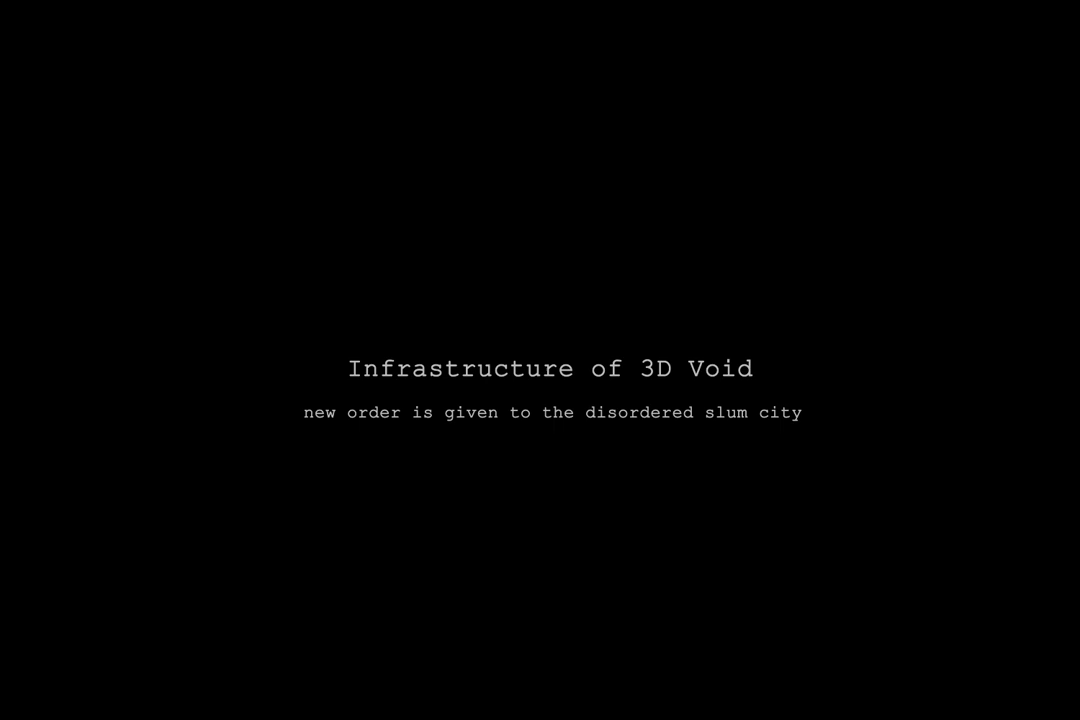 Infrastructure of 3D Void
new order is given to the disordered slum city